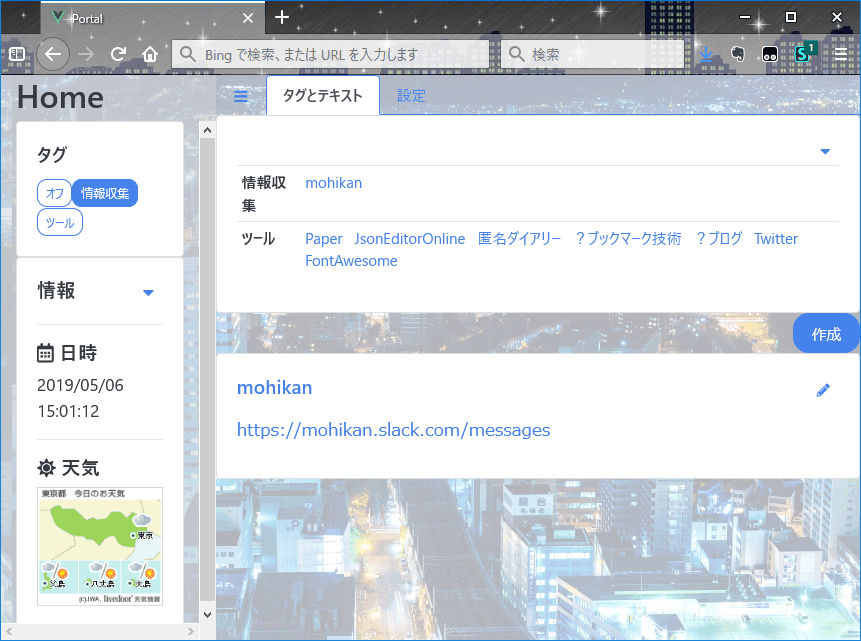 Portal
Bing で検索、または URL を入力します
検索
1
Home
タグとテキスト
設定
タグ
オフ
情報収集
ツール
情報収
集
mohikan
ツール
Paper JsonEditorOnline 匿名ダイアリー ？ブックマーク技術 ？ブログ Twitter
FontAwesome
情報
作成
日時
2019/05/06
15:01:12
mohikan
https://mohikan.slack.com/messages
天気
東京都 今日のお天気
東京
父島
八丈島
大島
(c)JWA, livedoor 天気情報